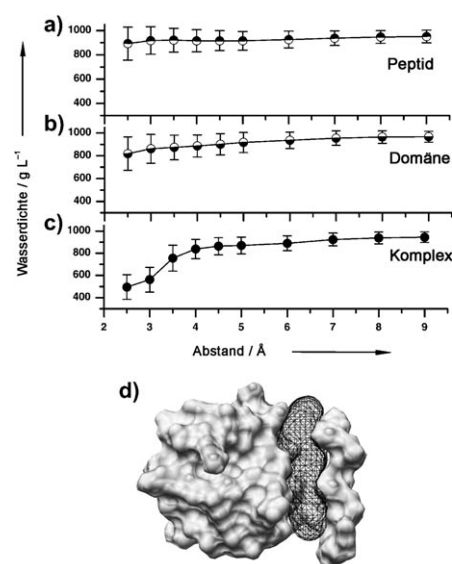 a)
1000
800
600
400
Peptid
b)
1000
800
600
400
Domäne
c)
1000
800
600
400
Komplex
2 3 4 5 6 7 8 9
Wasserdichte / g L⁻¹
Abstand / Å
d)